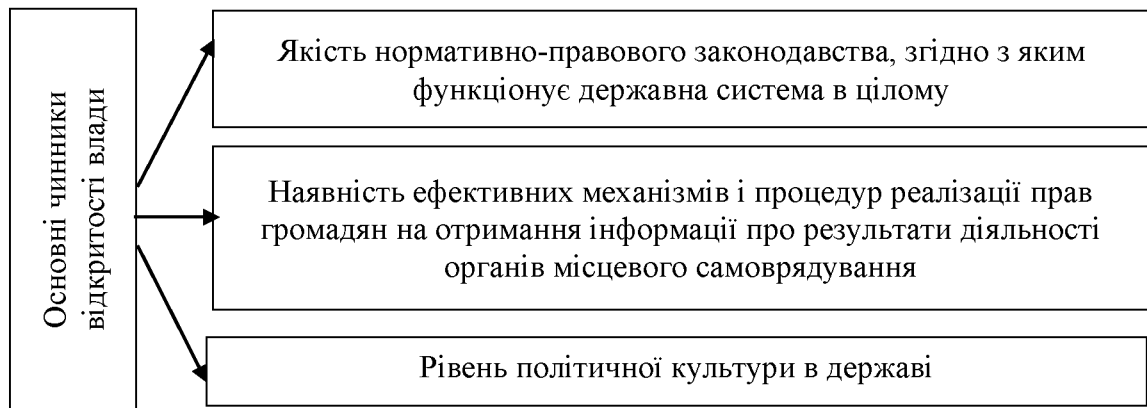 Основні чинники
відкритості влади
Якість нормативно-правового законодавства, згідно з яким
функціонує державна система в цілому
Наявність ефективних механізмів і процедур реалізації прав
громадян на отримання інформації про результати діяльності
органів місцевого самоврядування
Рівень політичної культури в державі